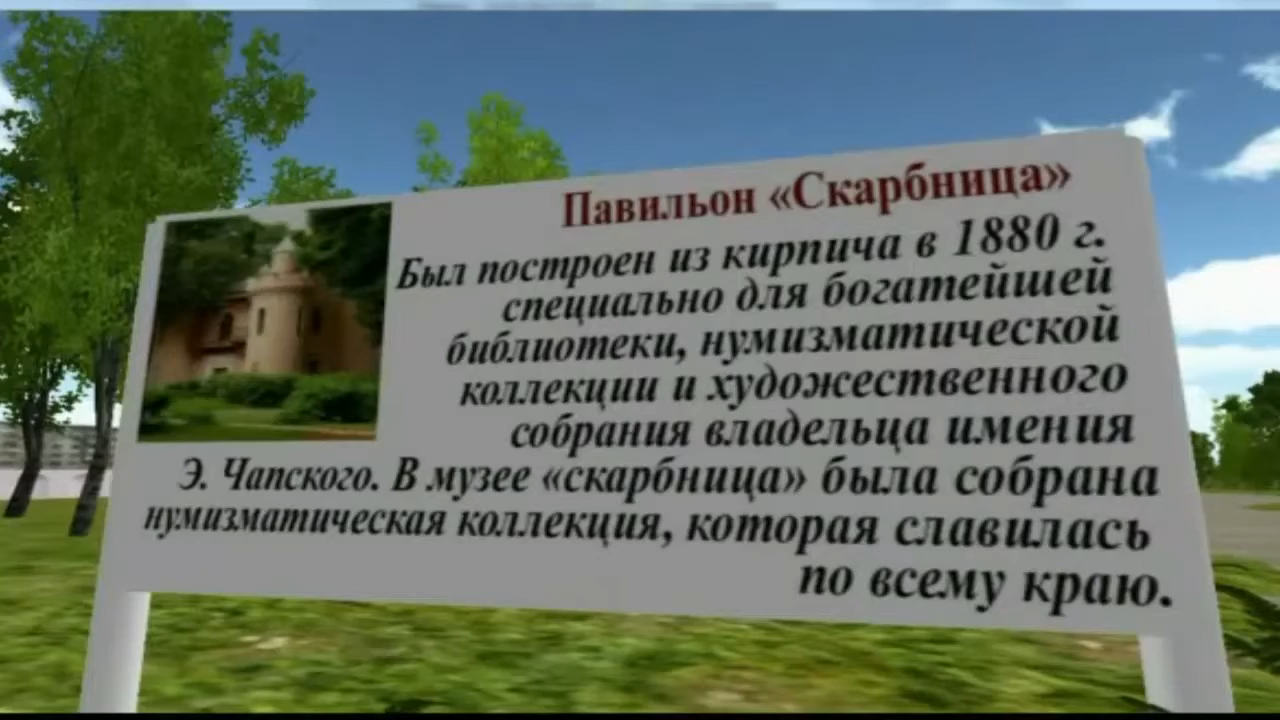 Павильон «Скарбница»
Был построен из кирпича в 1880 г.
специально для богатейшей
библиотеки, нумизматической
коллекции и художественного
собрания владельца имения
Э. Чапского. В музее «скарбница» была собрана
нумизматическая коллекция, которая славилась
по всему краю.